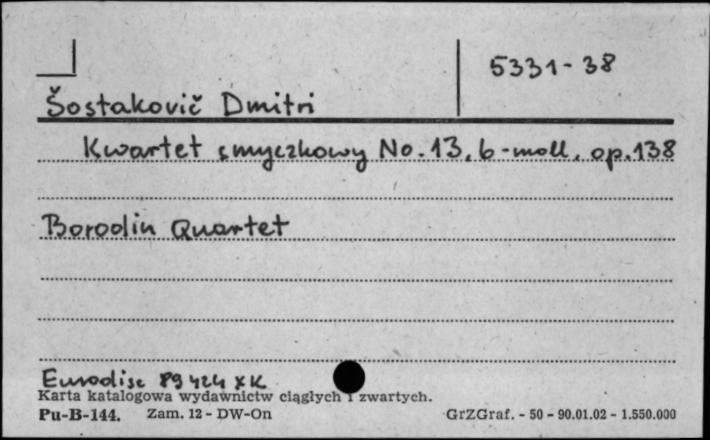 5331-38
Šostakovič Dmitri
Kwartet smyczkowy No.13, b-moll, op.138
Borodin Quartet
Eurodisc 89 424 XK
Karta katalogowa wydawnictw ciągłych i zwartych.
Pu-B-144. Zam. 12 - DW-On GrZGraf. - 50 - 90.01.02 - 1.550.000